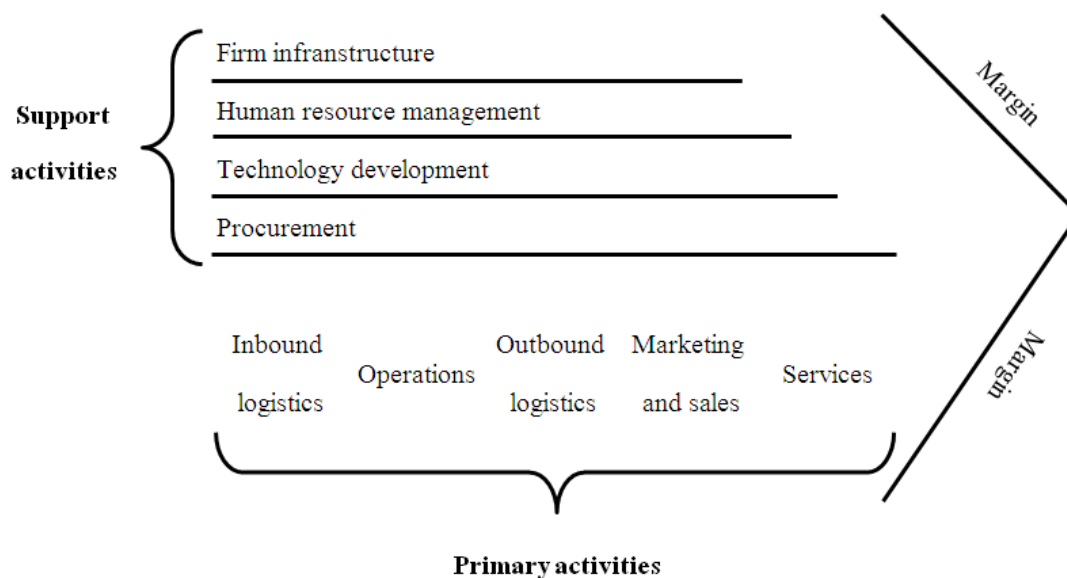 Firm infranstructure
Human resource management
Technology development
Procurement
Support
activities
Margin
Margin
Inbound
logistics
Operations
Outbound
logistics
Marketing
and sales
Services
Primary activities